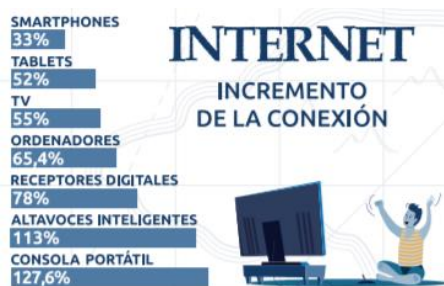 SMARTPHONES
33%
TABLETS
52%
TV
55%
ORDENADORES
65,4%
RECEPTORES DIGITALES
78%
ALTAVOCES INTELIGENTES
113%
CONSOLA PORTÁTIL
127,6%
INTERNET
INCREMENTO
DE LA CONEXIÓN